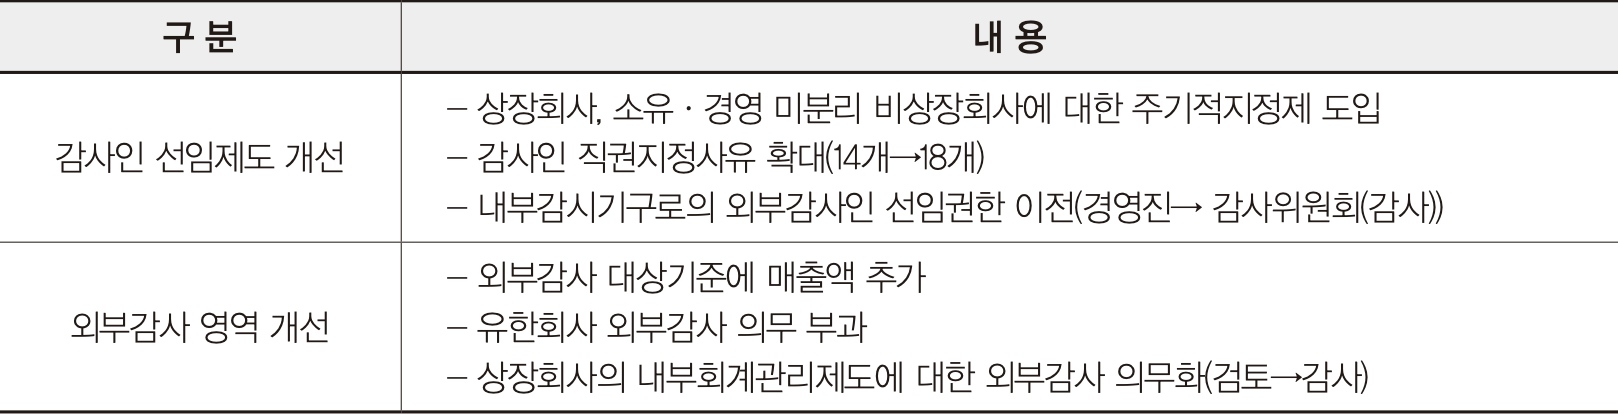 구 분 내 용
– 상장회사, 소유 · 경영 미분리 비상장회사에 대한 주기적지정제 도입
감사인 선임제도 개선 – 감사인 직권지정사유 확대(14개→18개)
– 내부감시기구로의 외부감사인 선임권한 이전(경영진→ 감사위원회(감사))
– 외부감사 대상기준에 매출액 추가
외부감사 영역 개선 – 유한회사 외부감사 의무 부과
– 상장회사의 내부회계관리제도에 대한 외부감사 의무화(검토→감사)